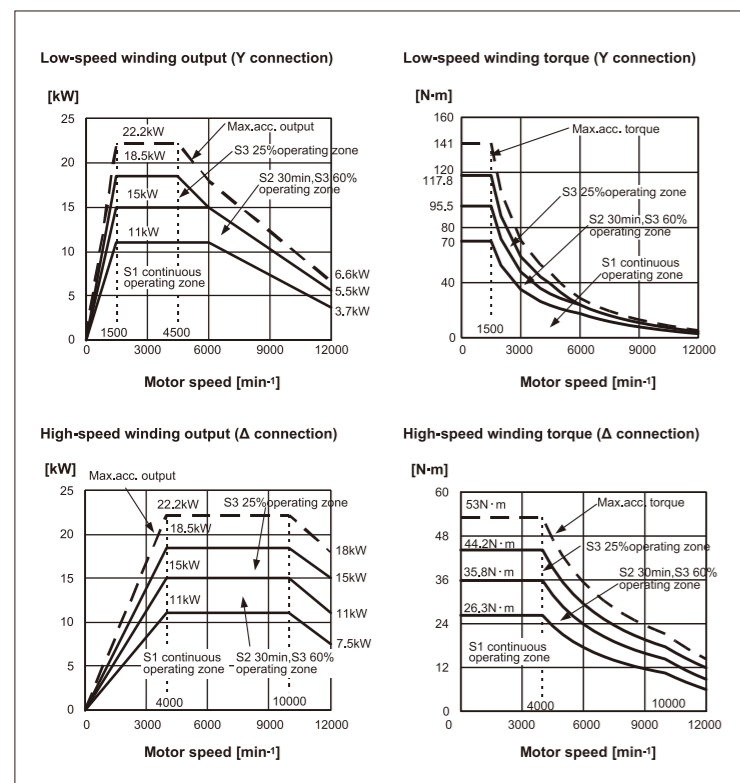 Low-speed winding output (Y connection)
[kW]
25
20
15
10
5
0
22.2kW
18.5kW
15kW
11kW
Max.acc. output
S3 25%operating zone
S2 30min,S3 60%
operating zone
S1 continuous
operating zone
6.6kW
5.5kW
3.7kW
1500
4500
0
3000
6000
9000
12000
Motor speed [min-1]
Low-speed winding torque (Y connection)
[N·m]
160
141
120
117.8
95.5
80
70
40
0
Max.acc. torque
S3 25%operating zone
S2 30min,S3 60%
operating zone
S1 continuous
operating zone
1500
0
3000
6000
9000
12000
Motor speed [min-1]
High-speed winding output (Δ connection)
[kW]
Max.acc. output
25
20
15
10
5
0
22.2kW
18.5kW
15kW
11kW
S3 25%operating zone
18kW
15kW
11kW
7.5kW
S1 continuous
operating zone
S2 30min,S3 60%
operating zone
4000
10000
0
3000
6000
9000
12000
Motor speed [min-1]
High-speed winding torque (Δ connection)
[N·m]
60
48
36
24
12
0
53N·m
44.2N·m
35.8N·m
26.3N·m
Max.acc. torque
S3 25%operating zone
S2 30min,S3 60%
operating zone
S1 continuous
operating zone
4000
10000
0
3000
6000
9000
12000
Motor speed [min-1]